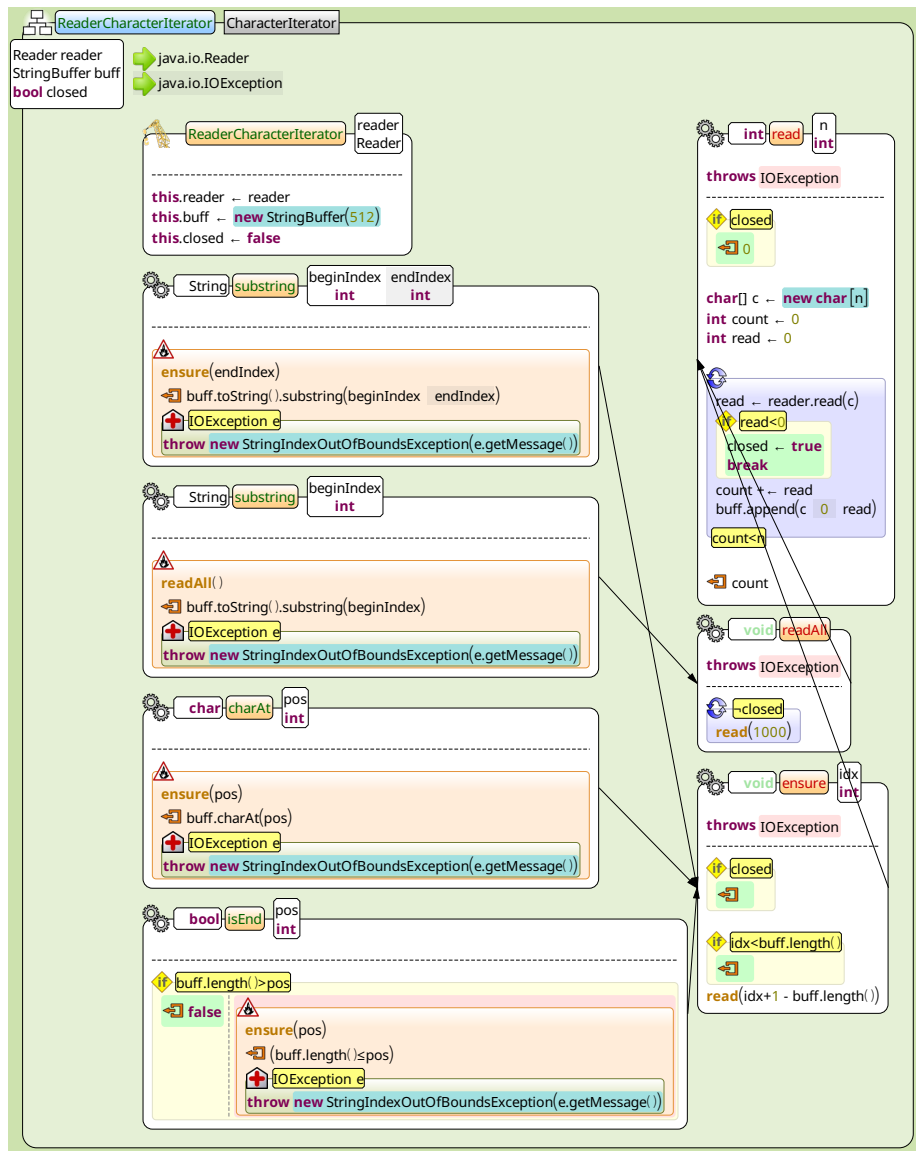 ReaderCharacterIterator CharacterIterator
Reader reader
StringBuffer buff
bool closed
java.io.Reader
java.io.IOException
ReaderCharacterIterator reader Reader
this.reader ← reader
this.buff ← new StringBuffer(512)
this.closed ← false
String substring beginIndex int endIndex int
ensure(endIndex)
buff.toString().substring(beginIndex endIndex)
IOException e
throw new StringIndexOutOfBoundsException(e.getMessage())
String substring beginIndex int
readAll()
buff.toString().substring(beginIndex)
IOException e
throw new StringIndexOutOfBoundsException(e.getMessage())
char charAt pos int
ensure(pos)
buff.charAt(pos)
IOException e
throw new StringIndexOutOfBoundsException(e.getMessage())
bool isEnd pos int
if buff.length()>pos
false
ensure(pos)
(buff.length()≤pos)
IOException e
throw new StringIndexOutOfBoundsException(e.getMessage())
int read n int
throws IOException
if closed
0
char[] c ← new char[n]
int count ← 0
int read ← 0
read ← reader.read(c)
if read<0
closed ← true
break
count +← read
buff.append(c 0 read)
count<n
count
void readAll
throws IOException
¬closed
read(1000)
void ensure idx int
throws IOException
if closed
if idx<buff.length()
read(idx+1 - buff.length())